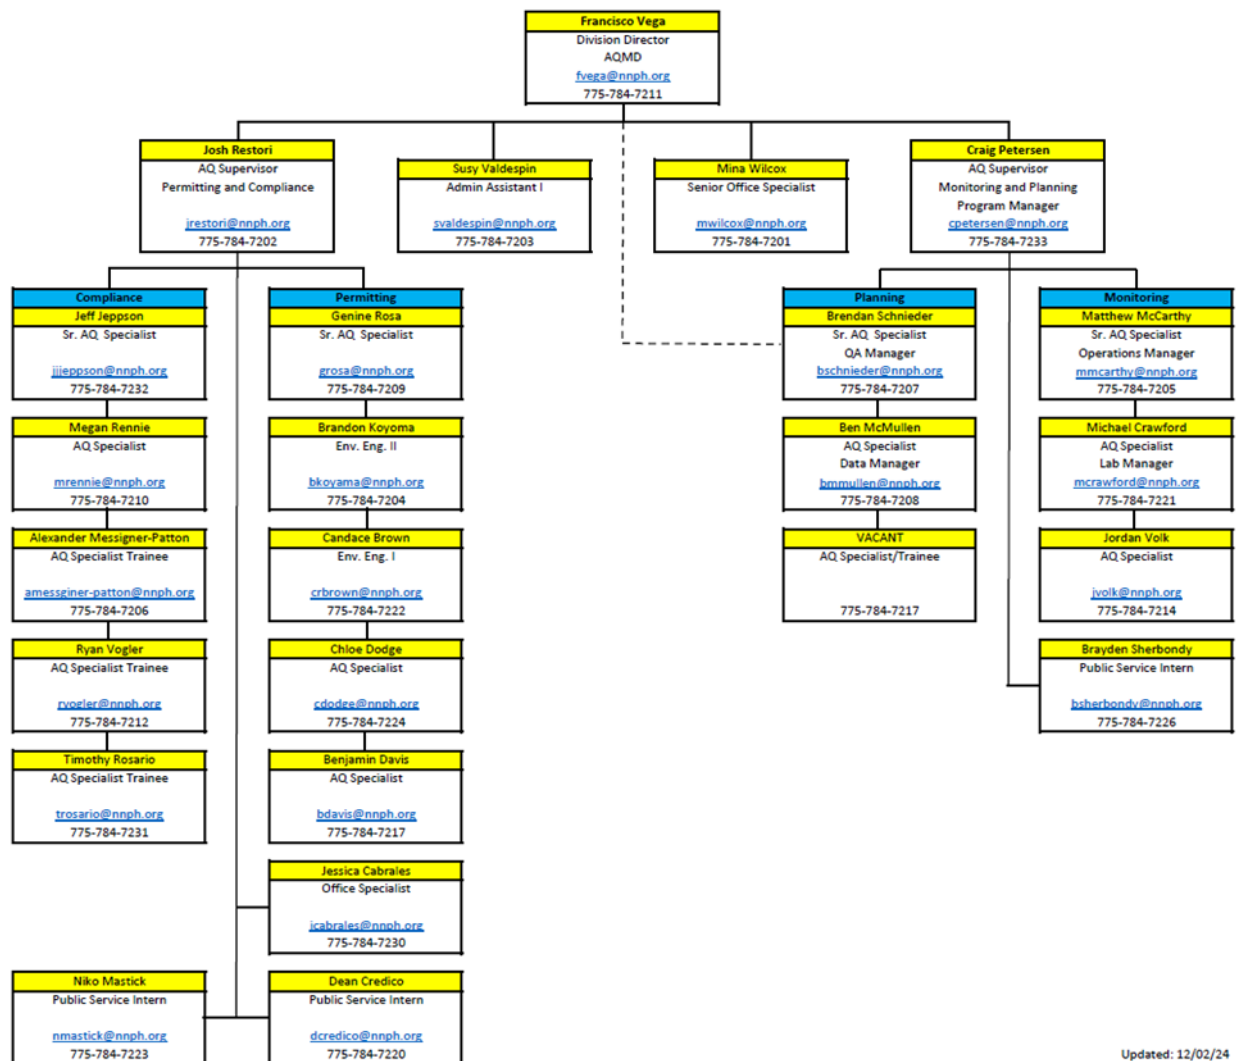 Francisco Vega
Division Director
AQMD
fvega@nnph.org
775-784-7211
Josh Restori
AQ Supervisor
Permitting and Compliance
jrestori@nnph.org
775-784-7202
Susy Valdespin
Admin Assistant I
svaldespin@nnph.org
775-784-7203
Mina Wilcox
Senior Office Specialist
mwilcox@nnph.org
775-784-7201
Craig Petersen
AQ Supervisor
Monitoring and Planning
Program Manager
cpetersen@nnph.org
775-784-7233
Compliance
Jeff Jeppson
Sr. AQ Specialist
jjjeppson@nnph.org
775-784-7232
Megan Rennie
AQ Specialist
mrennie@nnph.org
775-784-7210
Alexander Messigner-Patton
AQ Specialist Trainee
amessginer-patton@nnph.org
775-784-7206
Ryan Vogler
AQ Specialist Trainee
rvogler@nnph.org
775-784-7212
Timothy Rosario
AQ Specialist Trainee
trosario@nnph.org
775-784-7231
Niko Mastick
Public Service Intern
nmastick@nnph.org
775-784-7223
Permitting
Genine Rosa
Sr. AQ Specialist
grosa@nnph.org
775-784-7209
Brandon Koyoma
Env. Eng. II
bkoyama@nnph.org
775-784-7204
Candace Brown
Env. Eng. I
crbrown@nnph.org
775-784-7222
Chloe Dodge
AQ Specialist
cdodge@nnph.org
775-784-7224
Benjamin Davis
AQ Specialist
bdavis@nnph.org
775-784-7217
Jessica Cabrales
Office Specialist
jcabrales@nnph.org
775-784-7230
Dean Credico
Public Service Intern
dcredico@nnph.org
775-784-7220
Planning
Brendan Schnieder
Sr. AQ Specialist
QA Manager
bschnieder@nnph.org
775-784-7207
Ben McMullen
AQ Specialist
Data Manager
bmmullen@nnph.org
775-784-7208
VACANT
AQ Specialist/Trainee
775-784-7217
Monitoring
Matthew McCarthy
Sr. AQ Specialist
Operations Manager
mmcarthy@nnph.org
775-784-7205
Michael Crawford
AQ Specialist
Lab Manager
mcrawford@nnph.org
775-784-7221
Jordan Volk
AQ Specialist
jvolk@nnph.org
775-784-7214
Brayden Sherbondy
Public Service Intern
bsherbondy@nnph.org
775-784-7226
Updated: 12/02/24